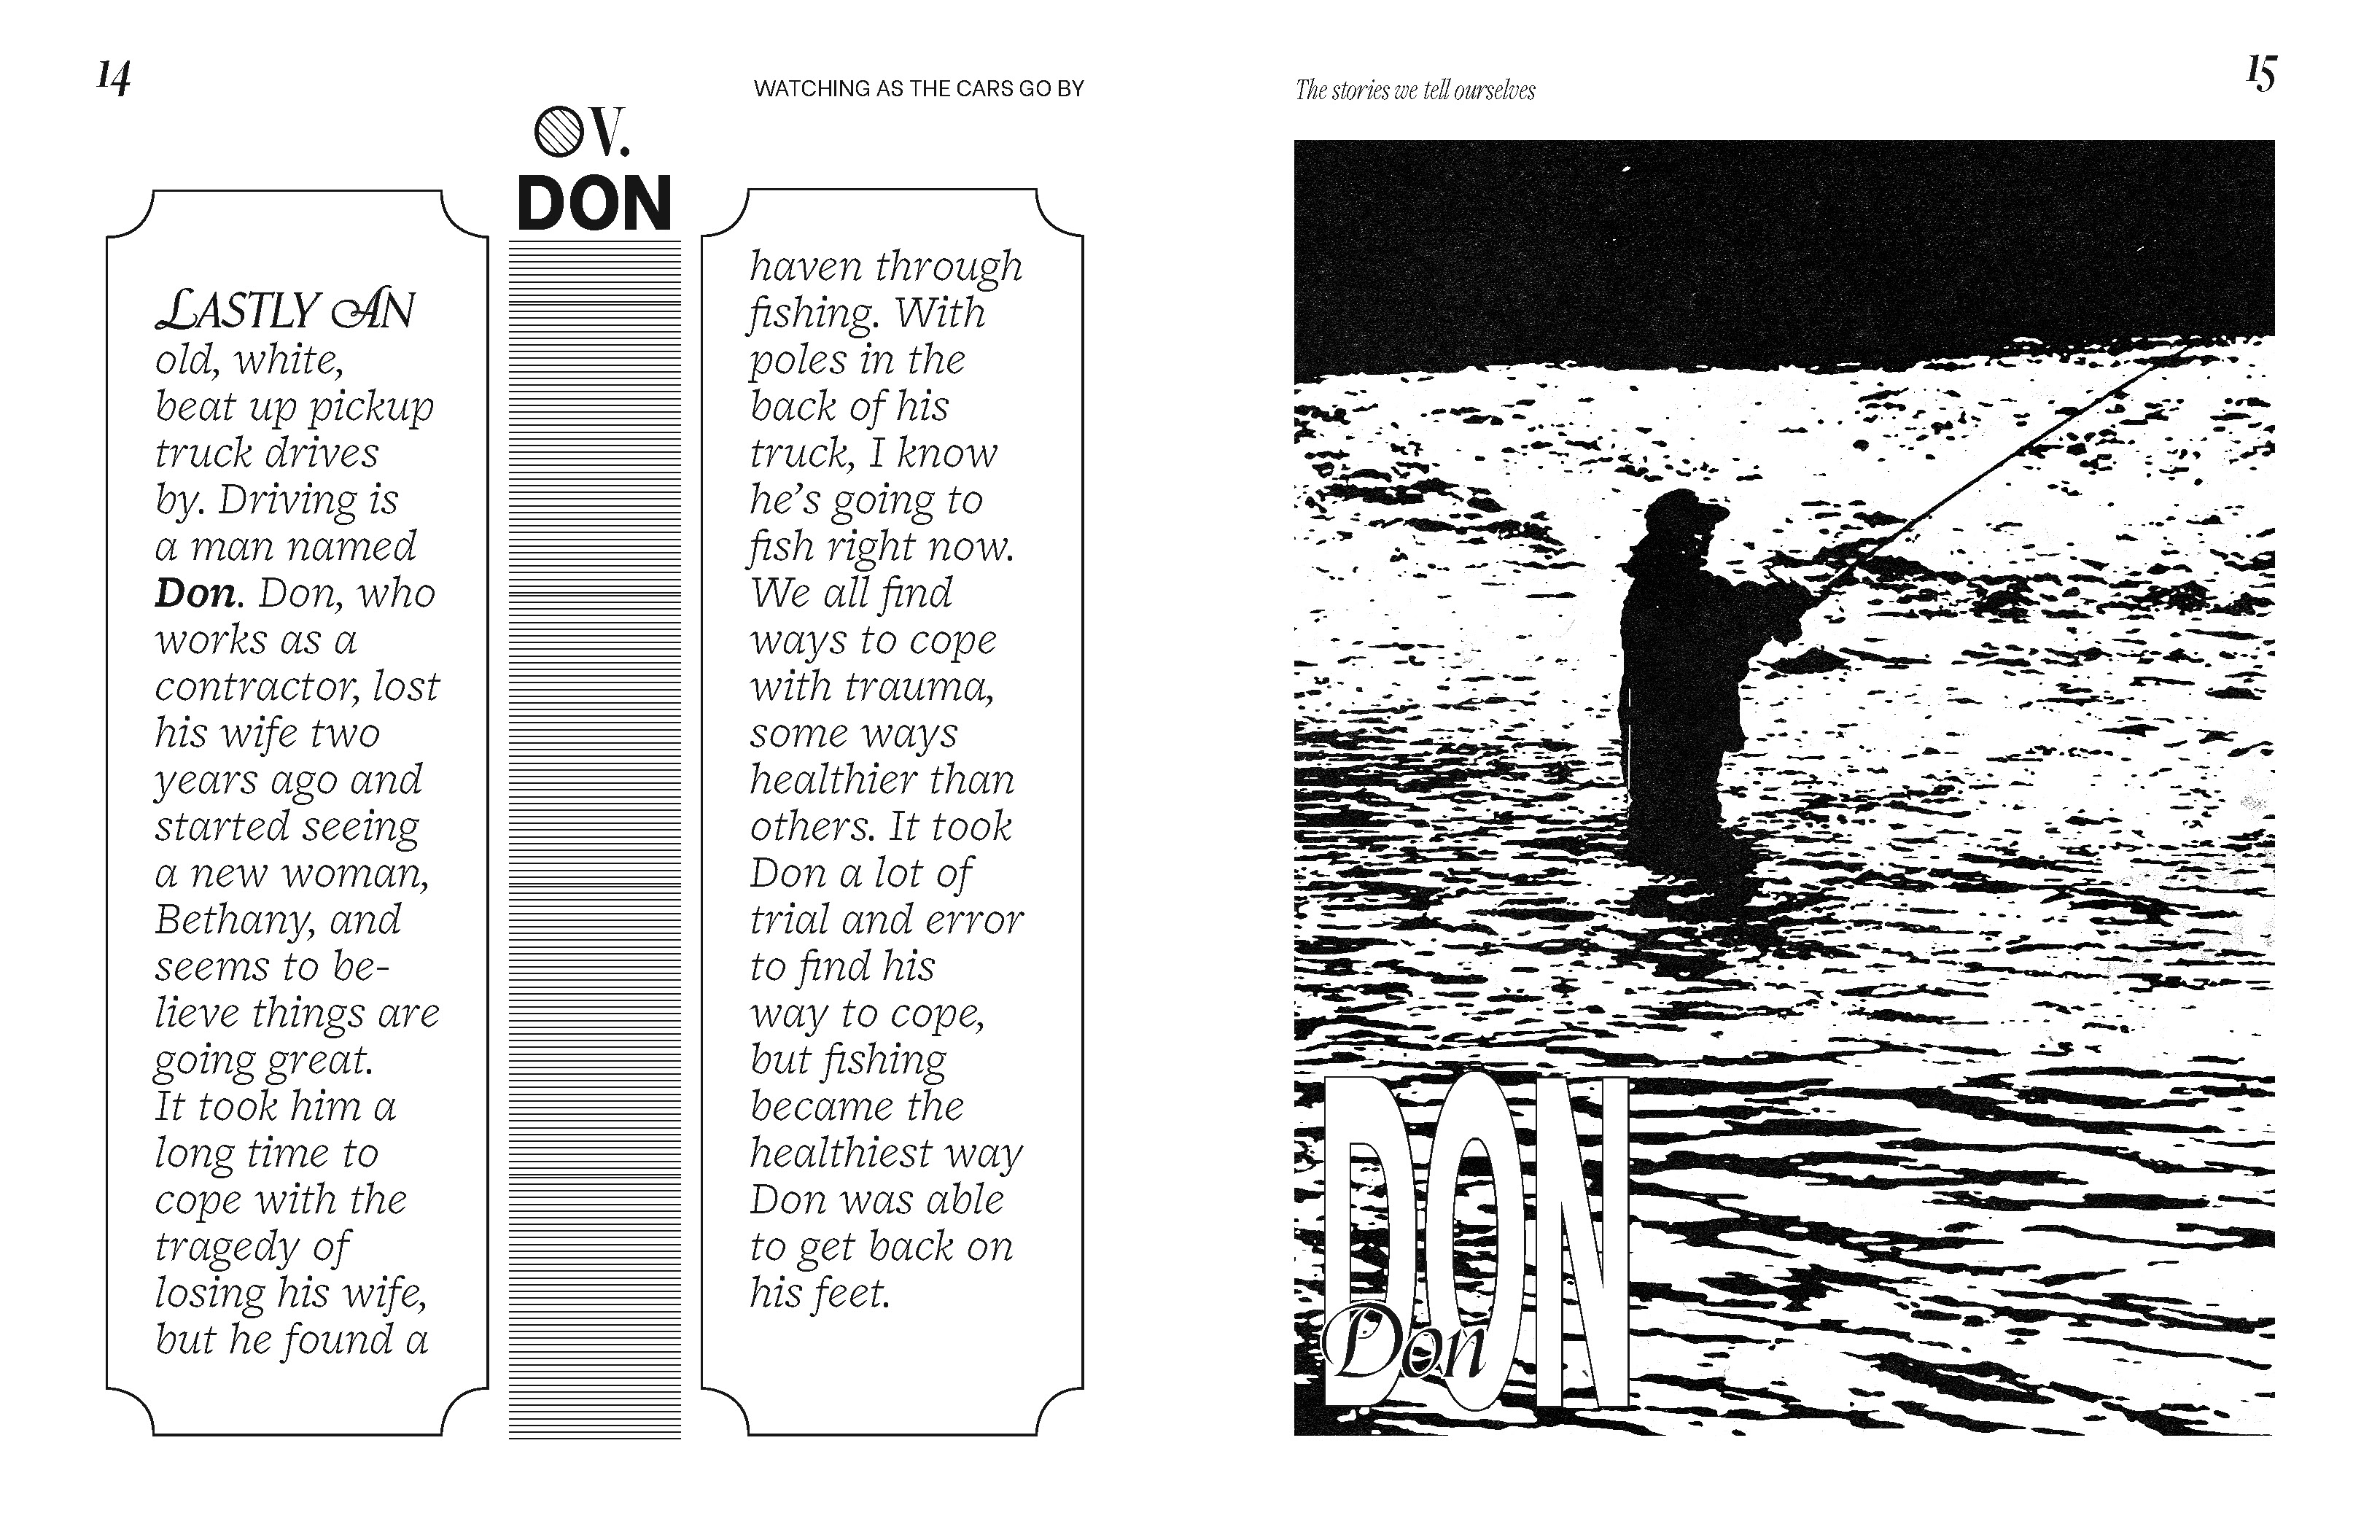 14
WATCHING AS THE CARS GO BY
V.
DON
LASTLY AN
old, white,
beat up pickup
truck drives
by. Driving is
a man named
Don. Don, who
works as a
contractor, lost
his wife two
years ago and
started seeing
a new woman,
Bethany, and
seems to be-
lieve things are
going great.
It took him a
long time to
cope with the
tragedy of
losing his wife,
but he found a
haven through
fishing. With
poles in the
back of his
truck, I know
he’s going to
fish right now.
We all find
ways to cope
with trauma,
some ways
healthier than
others. It took
Don a lot of
trial and error
to find his
way to cope,
but fishing
became the
healthiest way
Don was able
to get back on
his feet.
The stories we tell ourselves
15
DON
Don